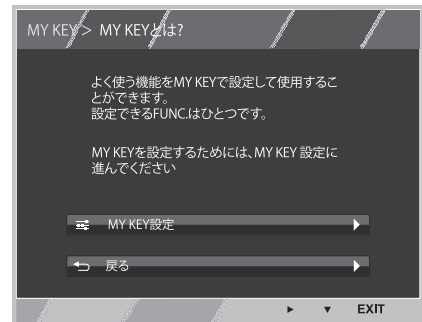 MY KEY > MY KEYとは?
よく使う機能をMY KEYで設定して使用するこ
とができます。
設定できるFUNC.はひとつです。
MY KEYを設定するためには、MY KEY 設定に
進んでください
MY KEY設定
戻る
EXIT